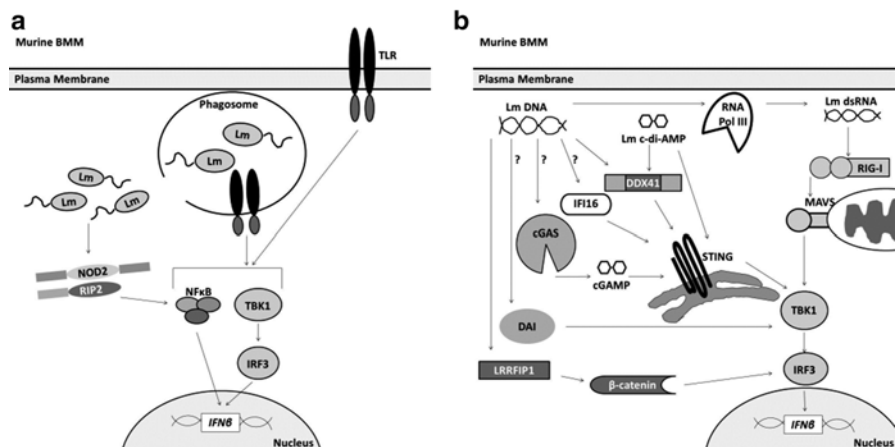 a
Murine BMM
TLR
Plasma Membrane
Phagosome
Lm
Lm
Lm
Lm
Lm
NOD2
RIP2
NFκB
TBK1
IRF3
IFNβ
Nucleus
b
Murine BMM
Plasma Membrane
Lm DNA
RNA
Pol III
Lm dsRNA
Lm c-di-AMP
? ? ?
DDX41
RIG-I
IFI16
MAVS
cGAS
STING
cGAMP
TBK1
DAI
LRRFIP1
β-catenin
IRF3
IFNβ
Nucleus